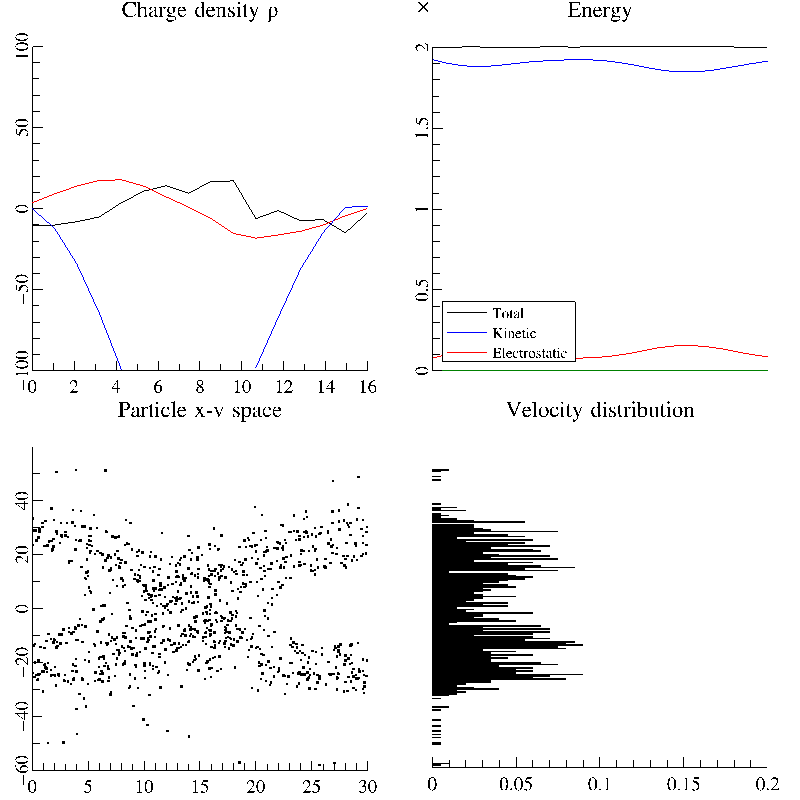 Charge density ρ
100
50
0
−50
−100
0 2 4 6 8 10 12 14 16
×
Energy
2
1.5
1
0.5
0
Total
Kinetic
Electrostatic
Particle x-v space
40
20
0
−20
−40
−60
0 5 10 15 20 25 30
Velocity distribution
0 0.05 0.1 0.15 0.2